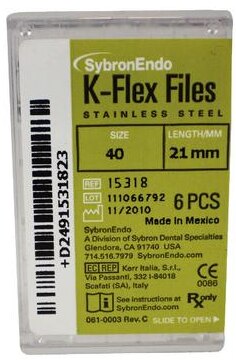 SybronEndo
K-Flex Files
STAINLESS STEEL
SIZE
40
LENGTH/MM
21mm
REF 15318
LOT 111066792
11/2010
6 PCS
Made in Mexico
SybronEndo
A Division of Sybron Dental Specialties
Glendora, CA 91740 USA
714.516.7979 SybronEndo.com
EC REP Kerr Italia, S.r.l.
Via Passanti, 332 I-84018
Scafati (SA), Italy
CE
0086
See instructions at
SybronEndo.com
Rx only
061-0003 Rev. C
SLIDE TO OPEN
+D2491531823